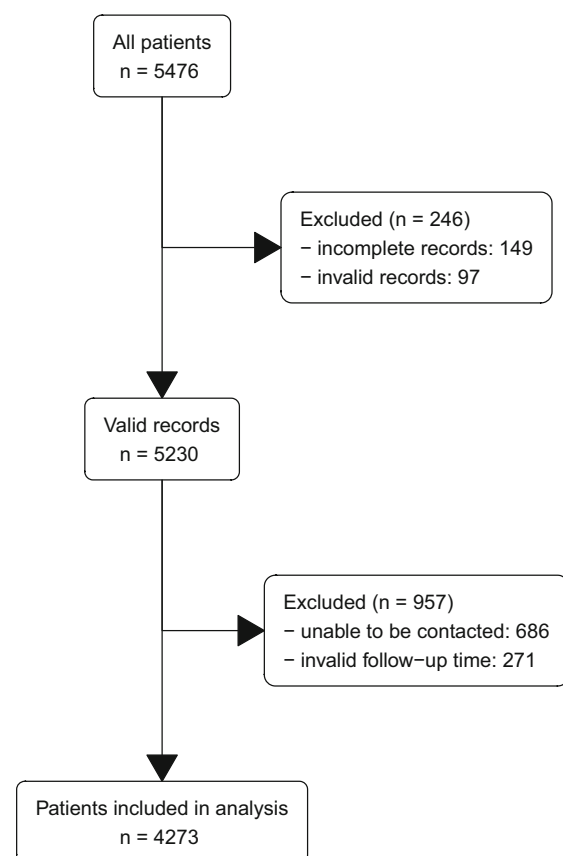 All patients
n = 5476
Excluded (n = 246)
− incomplete records: 149
− invalid records: 97
Valid records
n = 5230
Excluded (n = 957)
− unable to be contacted: 686
− invalid follow−up time: 271
Patients included in analysis
n = 4273